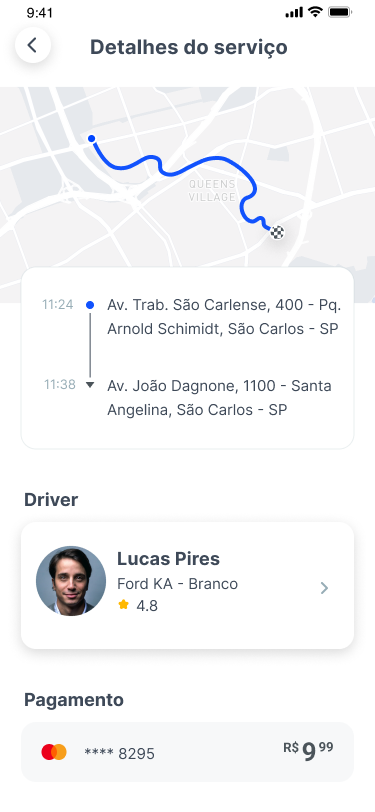 9:41
Detalhes do serviço
QUEENS
VILLAGE
11:24 Av. Trab. São Carlense, 400 - Pq.
Arnold Schimidt, São Carlos - SP
11:38 Av. João Dagnone, 1100 - Santa
Angelina, São Carlos - SP
Driver
Lucas Pires
Ford KA - Branco
4.8
Pagamento
**** 8295 R$ 9 99